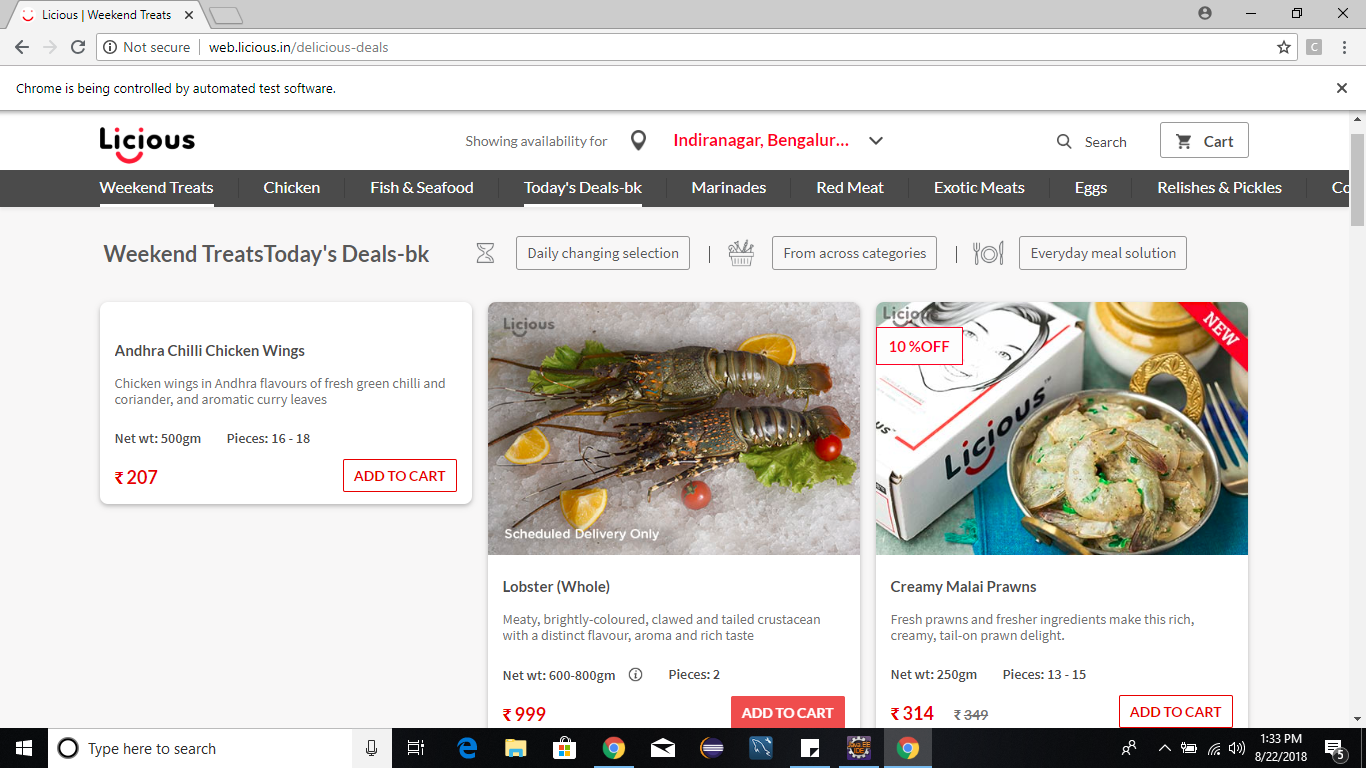 Licious | Weekend Treats
Not secure
web.licious.in/delicious-deals
C
Chrome is being controlled by automated test software.
Licious
Showing availability for
Indiranagar, Bengalur...
Search
Cart
Weekend Treats
Chicken
Fish & Seafood
Today's Deals-bk
Marinades
Red Meat
Exotic Meats
Eggs
Relishes & Pickles
Co
Weekend TreatsToday's Deals-bk
Daily changing selection
|
From across categories
|
Everyday meal solution
Andhra Chilli Chicken Wings
Chicken wings in Andhra flavours of fresh green chilli and
coriander, and aromatic curry leaves
Net wt: 500gm Pieces: 16 - 18
₹ 207
ADD TO CART
Licious
Scheduled Delivery Only
Lobster (Whole)
Meaty, brightly-coloured, clawed and tailed crustacean
with a distinct flavour, aroma and rich taste
Net wt: 600-800gm Pieces: 2
₹ 999
ADD TO CART
Licious
10 %OFF
NEW
Licious
Creamy Malai Prawns
Fresh prawns and fresher ingredients make this rich,
creamy, tail-on prawn delight.
Net wt: 250gm Pieces: 13 - 15
₹ 314 ₹ 349
ADD TO CART
Type here to search
1:33 PM
8/22/2018
5